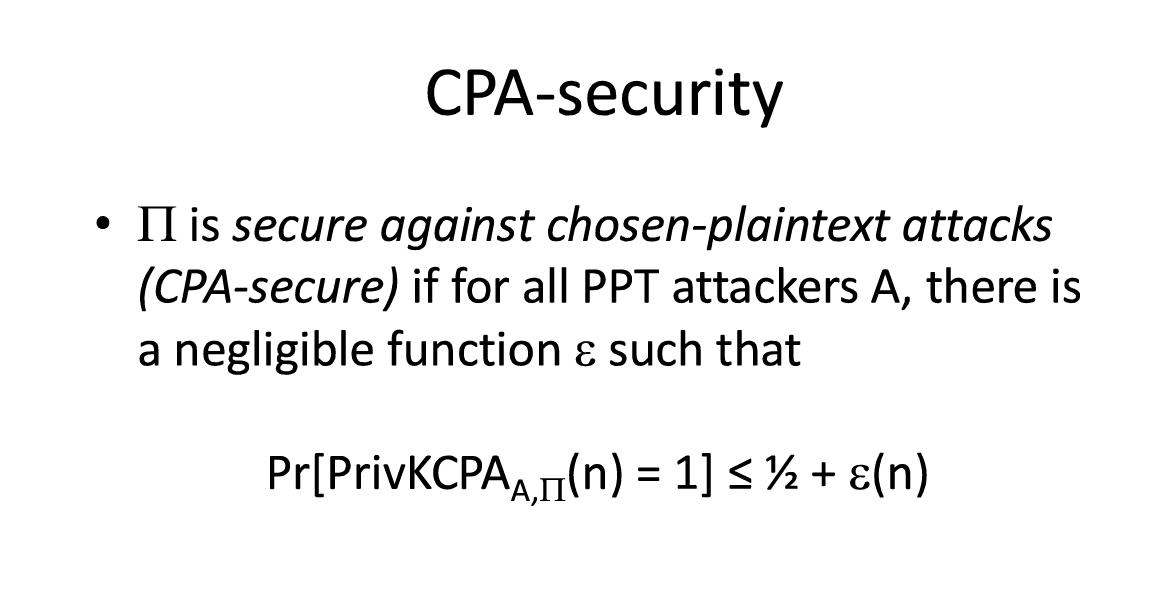 CPA-security
• Π is secure against chosen-plaintext attacks
(CPA-secure) if for all PPT attackers A, there is
a negligible function ε such that
Pr[PrivKCPA_A,Π(n) = 1] ≤ ½ + ε(n)